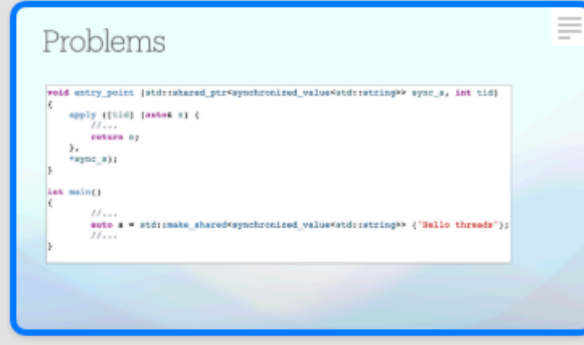 Problems
void entry_point (std::shared_ptr<synchronized_value<std::string>> sync_s, int tid)
{
apply ([tid] (auto& s) {
//...
return s;
},
*sync_s);
}
int main()
{
//...
auto s = std::make_shared<synchronized_value<std::string>> ("Hello threads");
//...
}